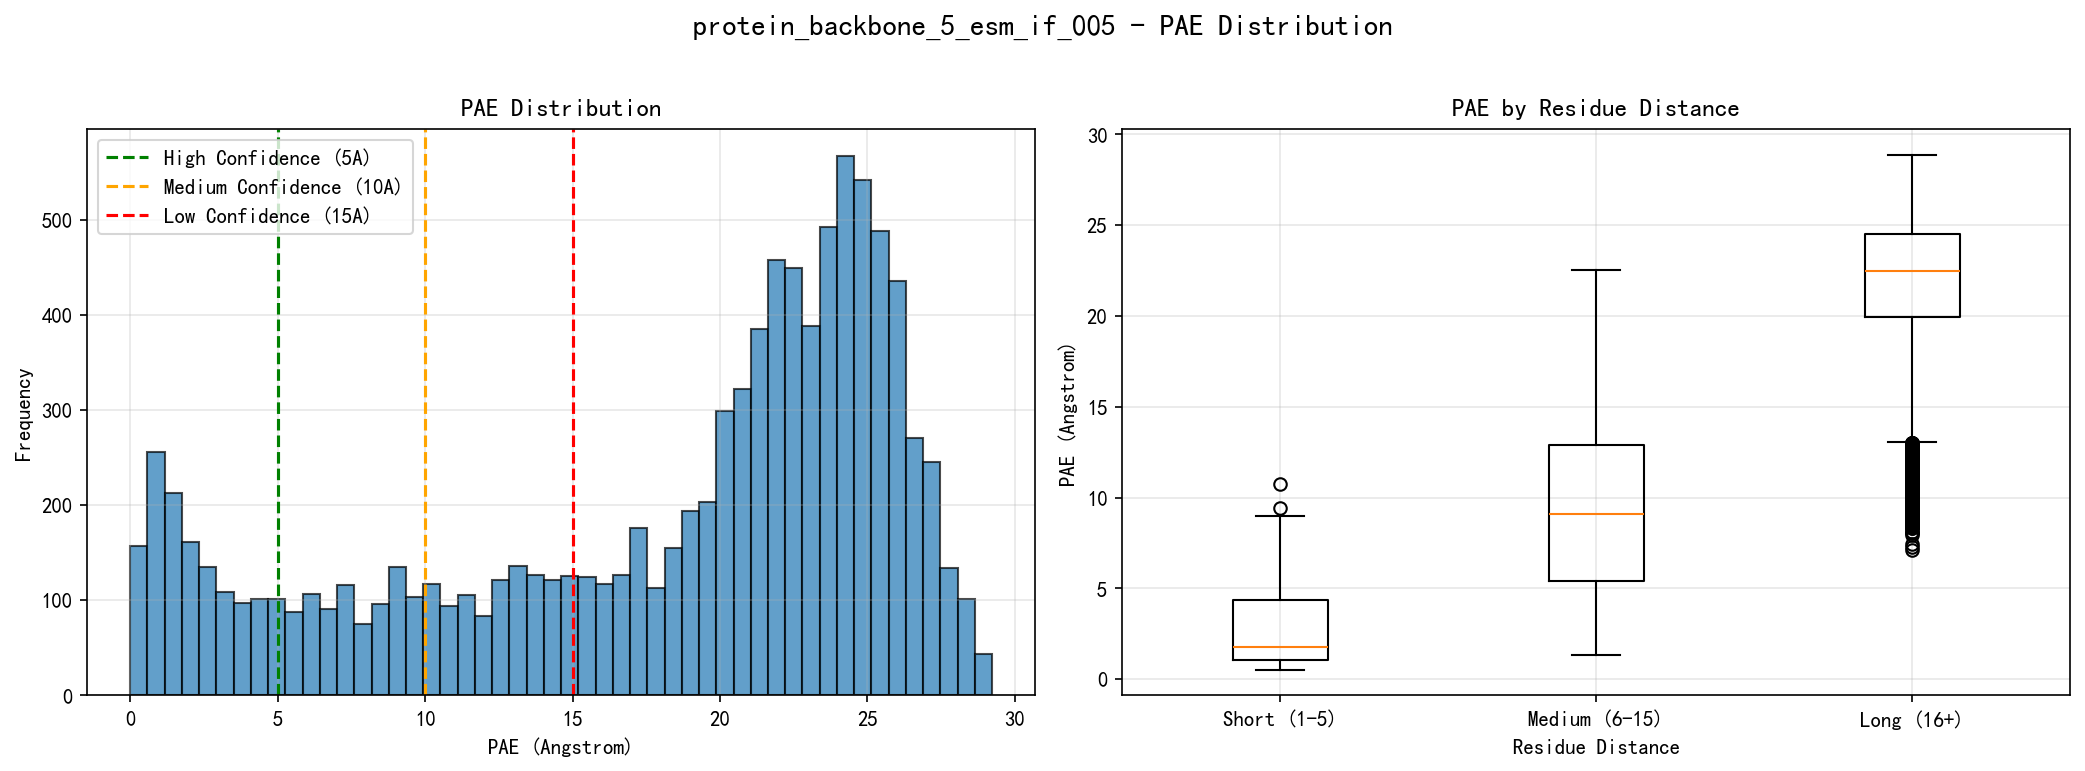 protein_backbone_5_esm_if_005 - PAE Distribution
PAE Distribution
High Confidence (5A)
Medium Confidence (10A)
Low Confidence (15A)
Frequency
500
400
300
200
100
0
0 5 10 15 20 25 30
PAE (Angstrom)
PAE by Residue Distance
PAE (Angstrom)
30
25
20
15
10
5
0
Short (1-5) Medium (6-15) Long (16+)
Residue Distance